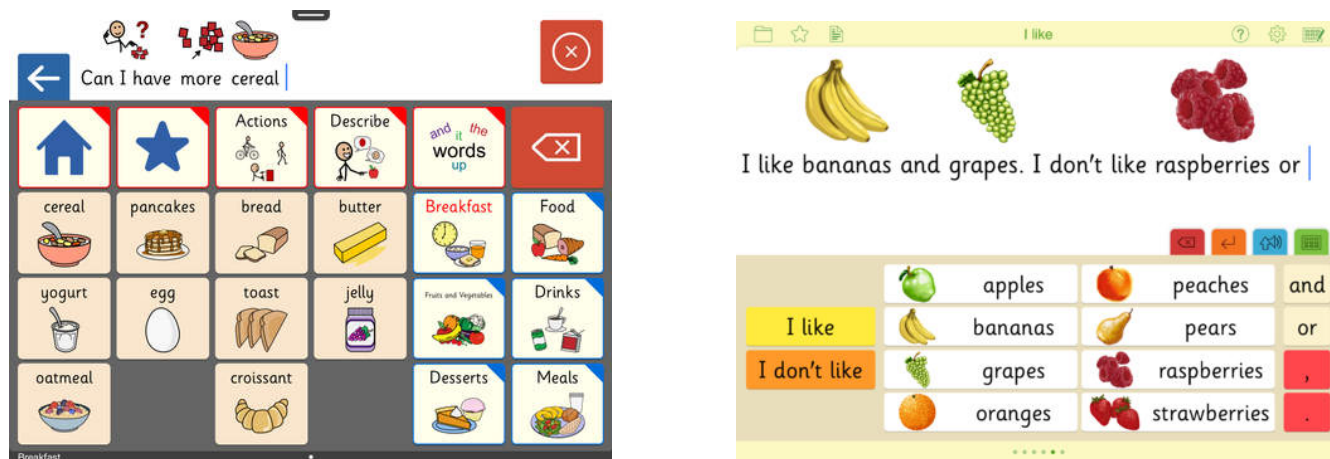 Can I have more cereal
Actions
Describe
and it the
words
up
cereal
pancakes
bread
butter
Breakfast
Food
yogurt
egg
toast
jelly
Fruits and Vegetables
Drinks
oatmeal
croissant
Desserts
Meals
Breakfast
I like
I like bananas and grapes. I don't like raspberries or
apples
peaches
and
I like
bananas
pears
or
I don't like
grapes
raspberries
,
oranges
strawberries
.